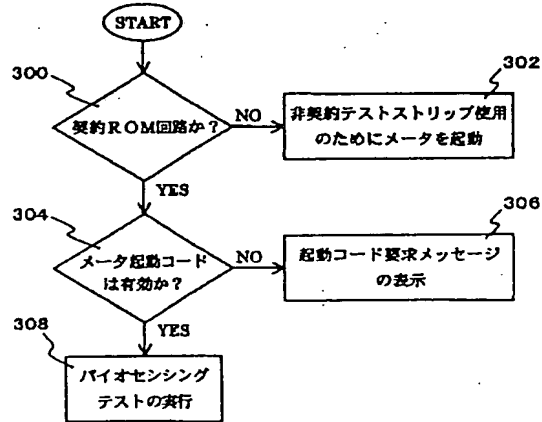 START
300
契約ROM回路か?
NO
302
非契約テストストリップ使用
のためにメータを起動
YES
304
メータ起動コード
は有効か?
NO
306
起動コード要求メッセージ
の表示
YES
308
バイオセンシング
テストの実行